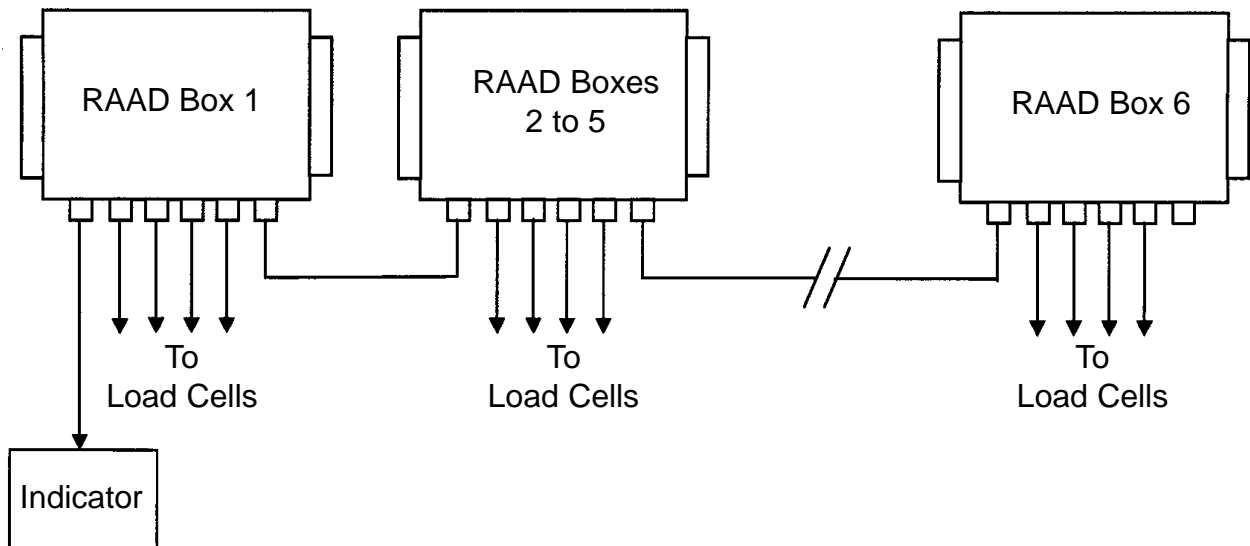 RAAD Box 1
RAAD Boxes
2 to 5
RAAD Box 6
To
Load Cells
To
Load Cells
To
Load Cells
Indicator